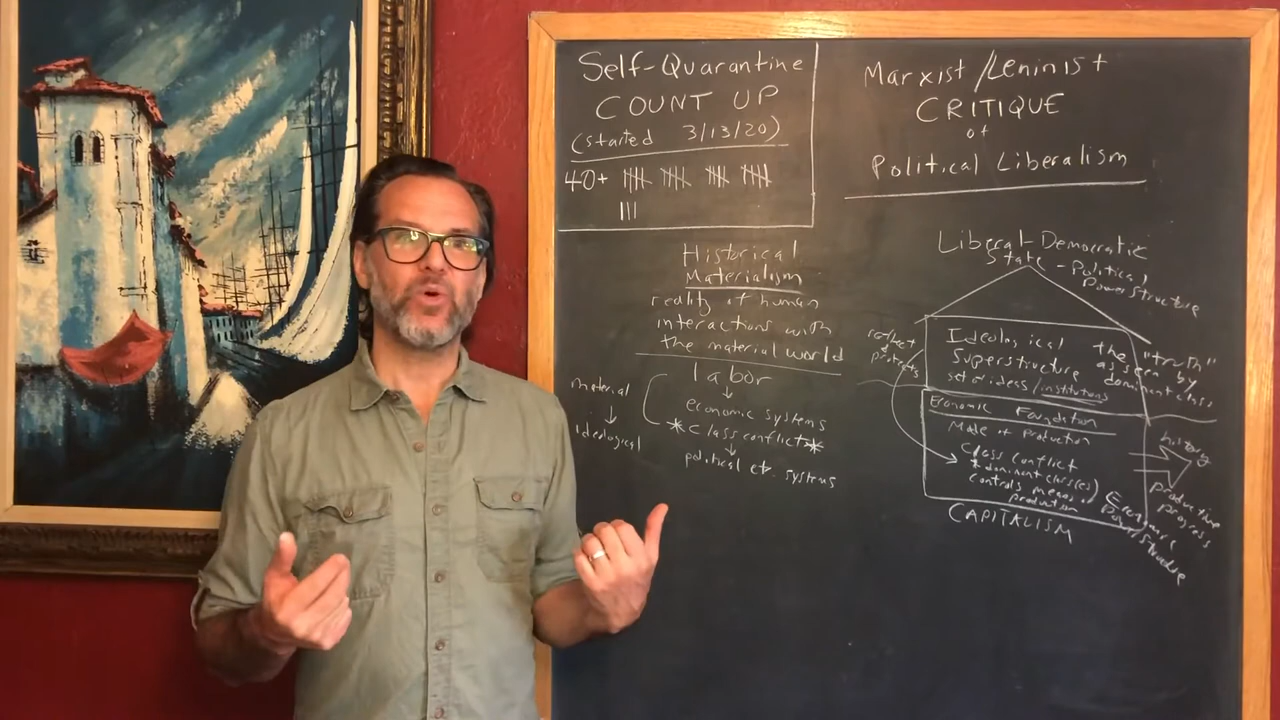 Self-Quarantine
COUNT UP
(started 3/13/20)
40+
Marxist/Leninist
CRITIQUE
of
Political Liberalism
Historical
Materialism
reality of human
interactions with
the material world
labor
economic systems
*Class conflict*
political etc. systems
material
ideological
Liberal-Democratic
State - Political
Power Structure
reflect
&
protects
Ideological
Superstructure
set of ideas/institutions
the "truth"
as seen by
dominant class
Economic Foundation
Mode of Production
Class conflict
*dominant class(es)
controls means of
production
CAPITALISM
Economic
Power Structure
history
productive
progress